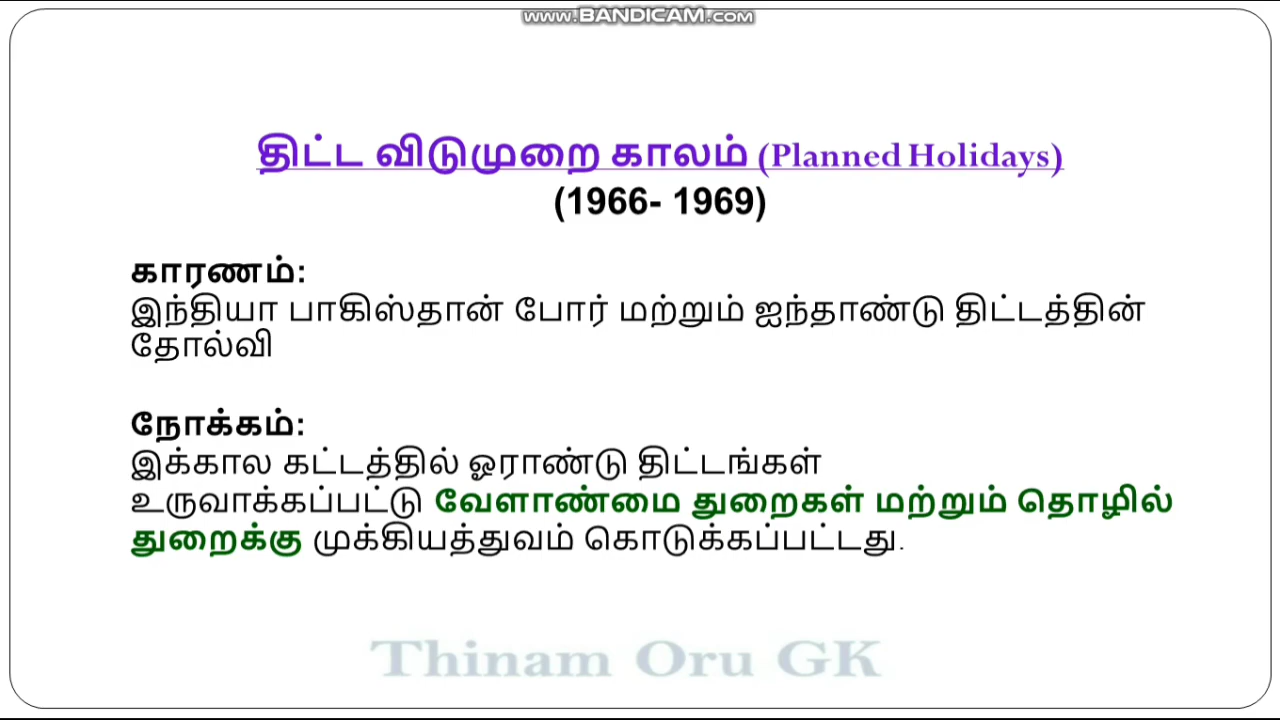 www.BANDICAM.com
திட்ட விடுமுறை காலம் (Planned Holidays)
(1966- 1969)
காரணம்:
இந்தியா பாகிஸ்தான் போர் மற்றும் ஐந்தாண்டு திட்டத்தின்
தோல்வி
நோக்கம்:
இக்கால கட்டத்தில் ஓராண்டு திட்டங்கள்
உருவாக்கப்பட்டு வேளாண்மை துறைகள் மற்றும் தொழில்
துறைக்கு முக்கியத்துவம் கொடுக்கப்பட்டது.
Thinam Oru GK